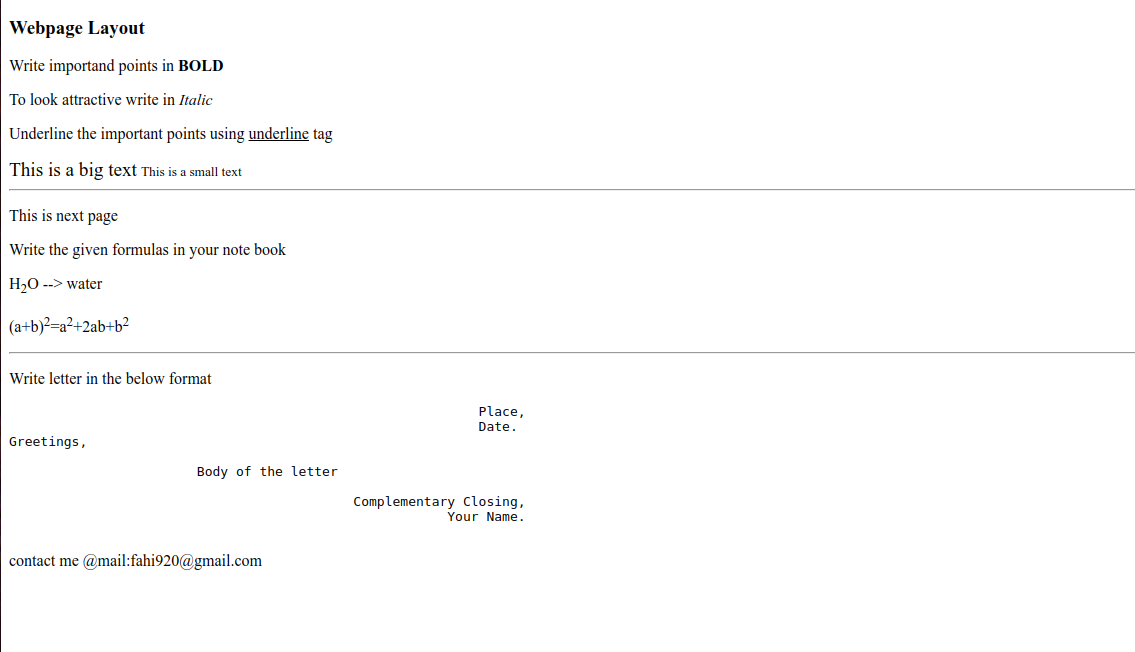 Webpage Layout
Write importand points in BOLD
To look attractive write in Italic
Underline the important points using underline tag
This is a big text This is a small text
This is next page
Write the given formulas in your note book
H₂O --> water
(a+b)²=a²+2ab+b²
Write letter in the below format
Place,
Date.
Greetings,
Body of the letter
Complementary Closing,
Your Name.
contact me @mail:fahi920@gmail.com